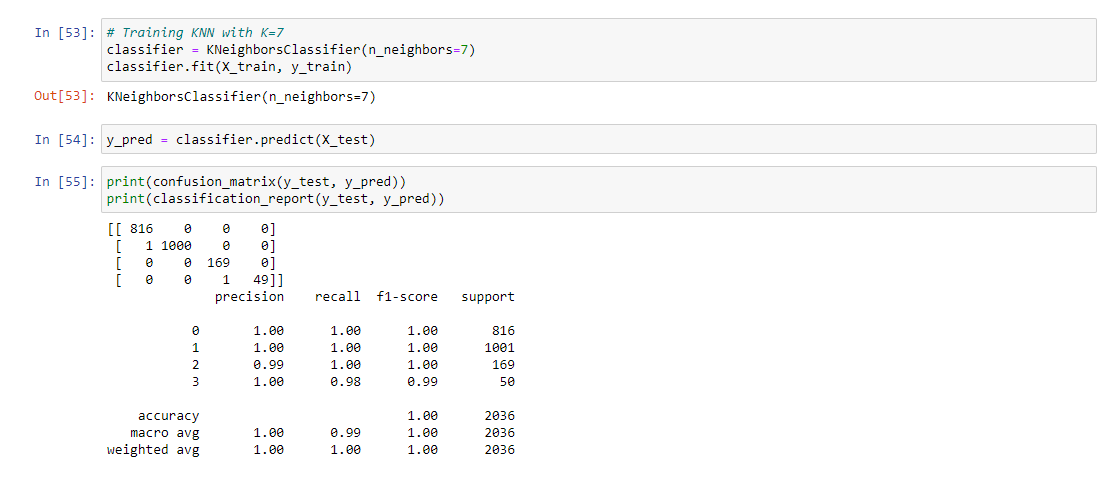 In [53]: # Training KNN with K=7
classifier = KNeighborsClassifier(n_neighbors=7)
classifier.fit(X_train, y_train)
Out[53]: KNeighborsClassifier(n_neighbors=7)
In [54]: y_pred = classifier.predict(X_test)
In [55]: print(confusion_matrix(y_test, y_pred))
print(classification_report(y_test, y_pred))
[[ 816    0    0    0]
 [   1 1000    0    0]
 [   0    0  169    0]
 [   0    0    1   49]]
              precision    recall  f1-score   support
           0       1.00      1.00      1.00       816
           1       1.00      1.00      1.00      1001
           2       0.99      1.00      1.00       169
           3       1.00      0.98      0.99        50
    accuracy                           1.00      2036
   macro avg       1.00      0.99      1.00      2036
weighted avg       1.00      1.00      1.00      2036